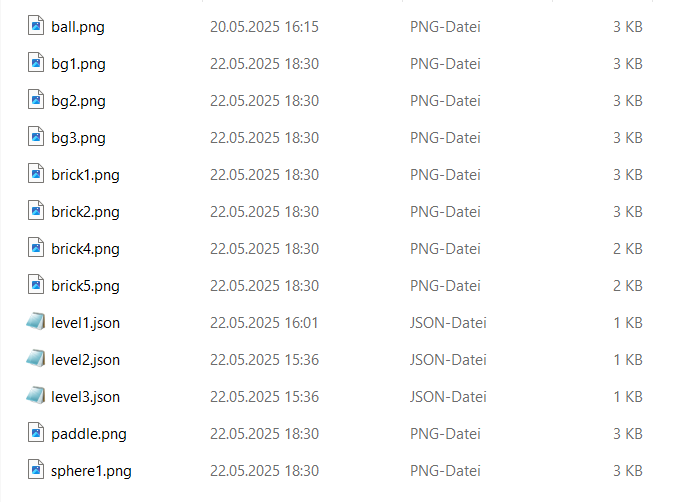 ball.png 20.05.2025 16:15 PNG-Datei 3 KB
bg1.png 22.05.2025 18:30 PNG-Datei 3 KB
bg2.png 22.05.2025 18:30 PNG-Datei 3 KB
bg3.png 22.05.2025 18:30 PNG-Datei 3 KB
brick1.png 22.05.2025 18:30 PNG-Datei 3 KB
brick2.png 22.05.2025 18:30 PNG-Datei 3 KB
brick4.png 22.05.2025 18:30 PNG-Datei 2 KB
brick5.png 22.05.2025 18:30 PNG-Datei 2 KB
level1.json 22.05.2025 16:01 JSON-Datei 1 KB
level2.json 22.05.2025 15:36 JSON-Datei 1 KB
level3.json 22.05.2025 15:36 JSON-Datei 1 KB
paddle.png 22.05.2025 18:30 PNG-Datei 3 KB
sphere1.png 22.05.2025 18:30 PNG-Datei 3 KB